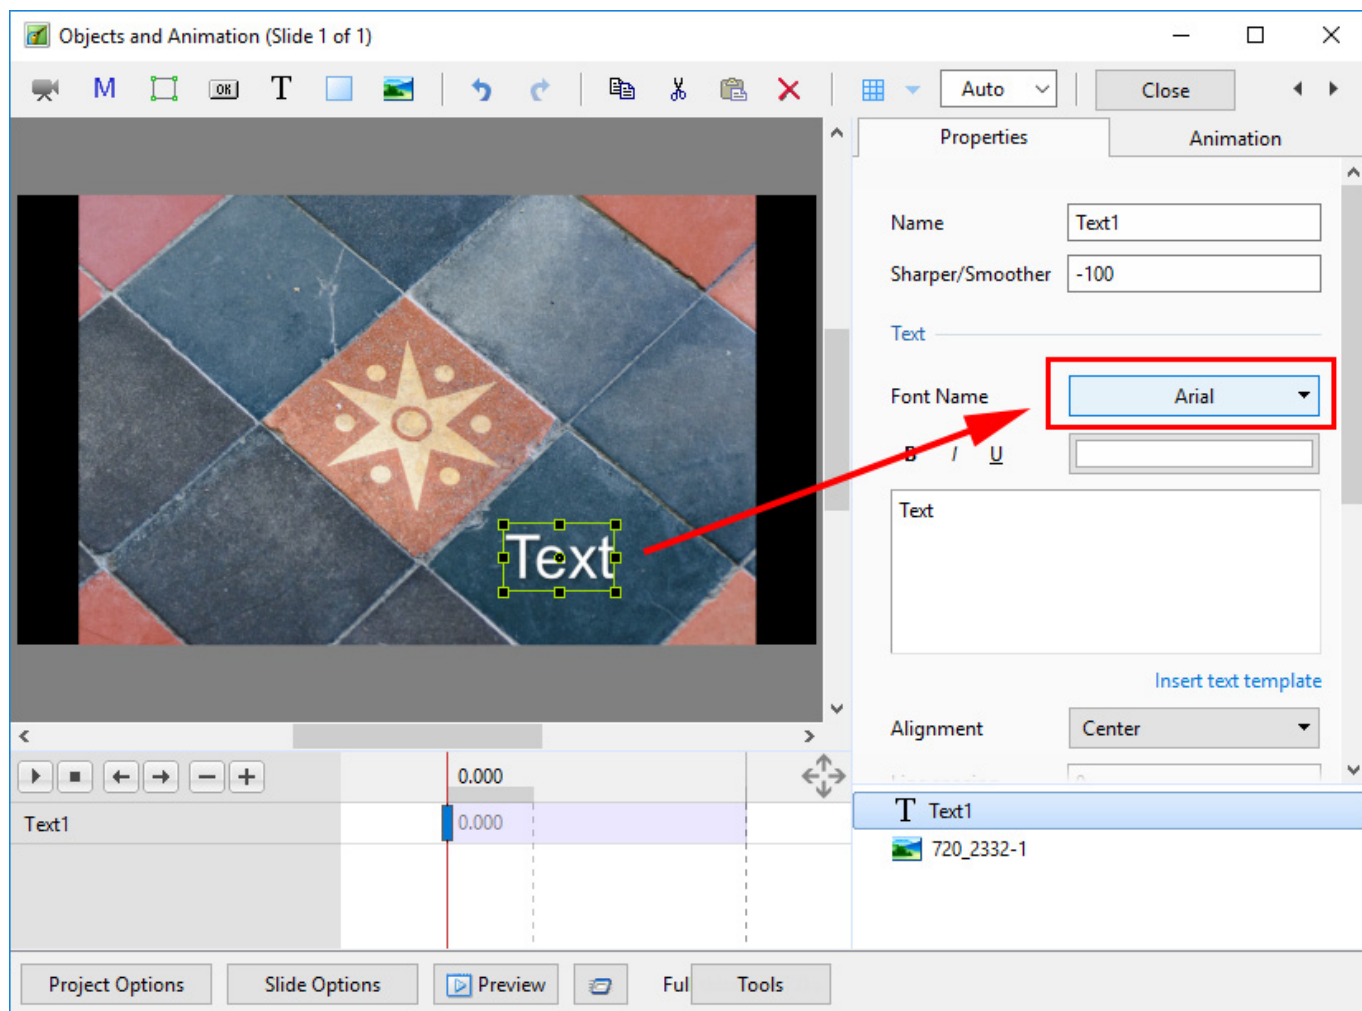 Objects and Animation (Slide 1 of 1)
M OK T Auto Close
Properties Animation
Name Text1
Sharper/Smoother -100
Text
Font Name Arial
B I U
Text
Text
Insert text template
Alignment Center
0.000
Text1 0.000
T Text1
720_2332-1
Project Options Slide Options Preview Ful Tools